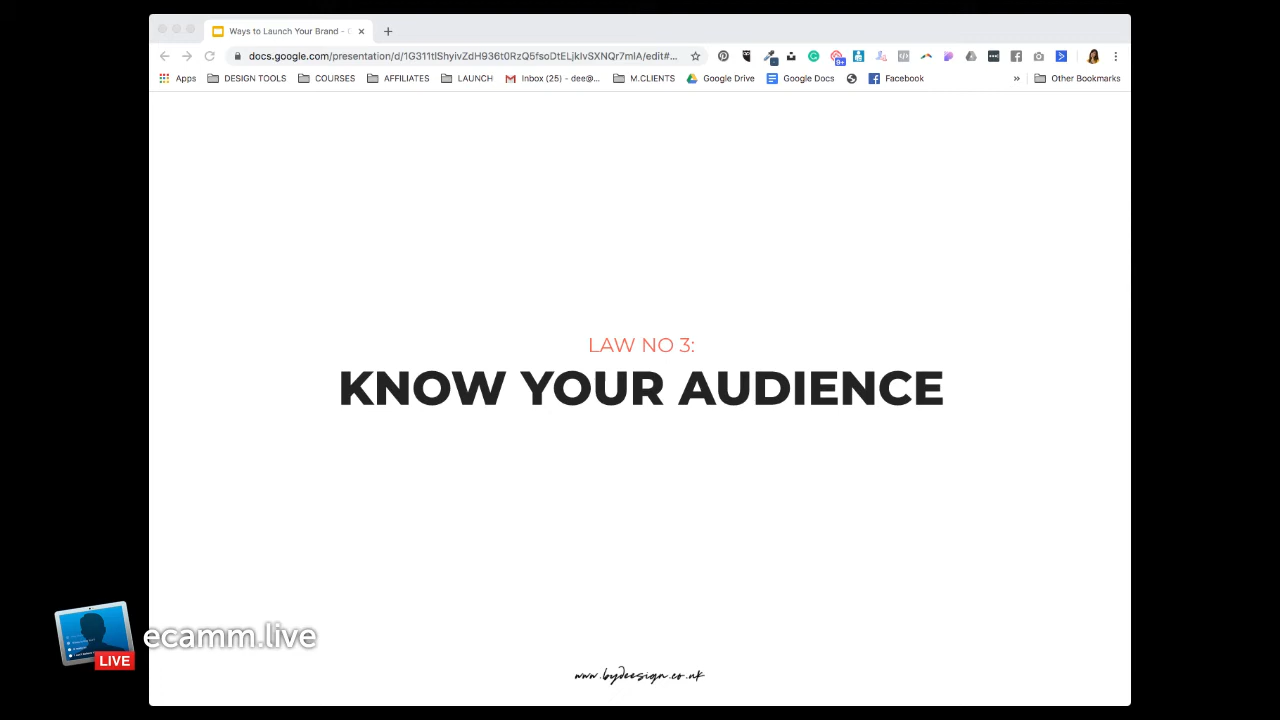 Ways to Launch Your Brand -
docs.google.com/presentation/d/1G311tlShyivZdH936t0RzQ5fsoDtELjkIvSXNQr7mlA/edit#...
Apps DESIGN TOOLS COURSES AFFILIATES LAUNCH Inbox (25) - dee@... M.CLIENTS Google Drive Google Docs Facebook » Other Bookmarks
LAW NO 3:
KNOW YOUR AUDIENCE
ecamm.live
LIVE
www.bydeesign.co.uk